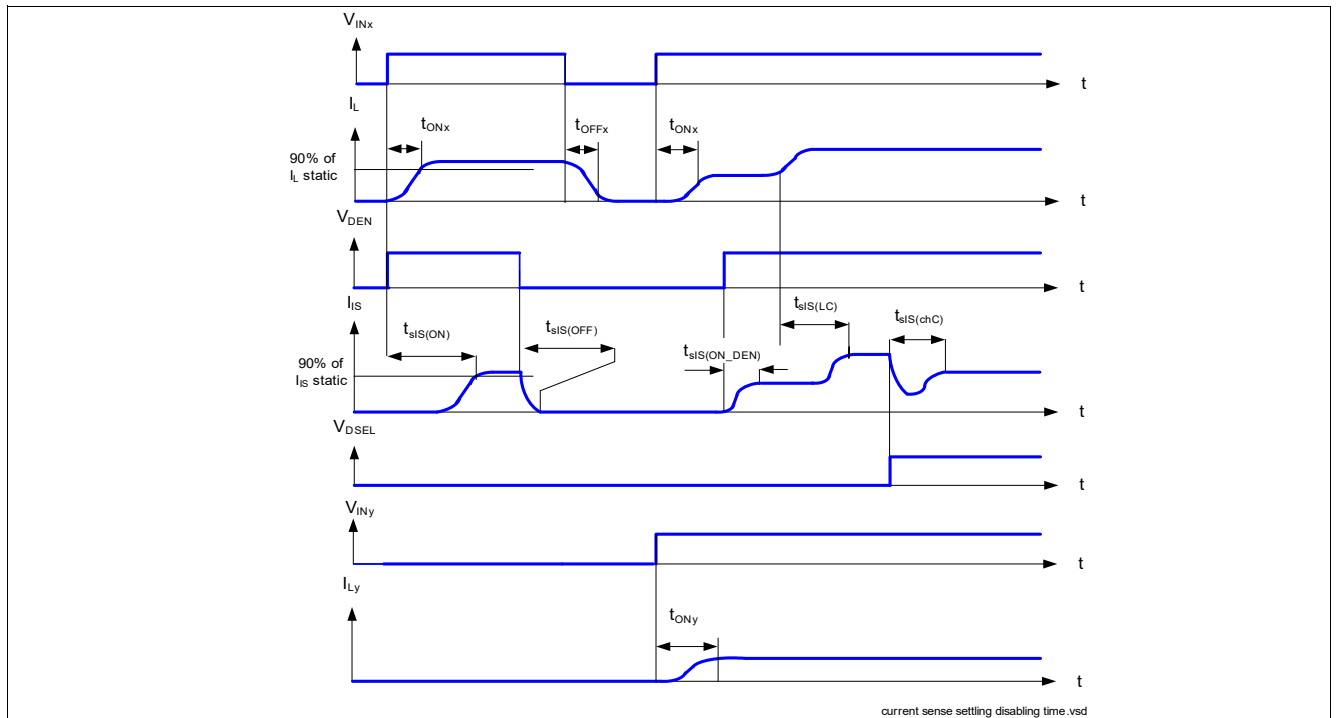 VINx
t
IL
tONx
tOFFx
tONx
90% of
IL static
t
VDEN
t
IIS
tsIS(ON)
tsIS(OFF)
tsIS(LC)
tsIS(chC)
tsIS(ON_DEN)
90% of
IIS static
t
VDSEL
t
VINy
t
ILy
tONy
t
current sense settling disabling time.vsd